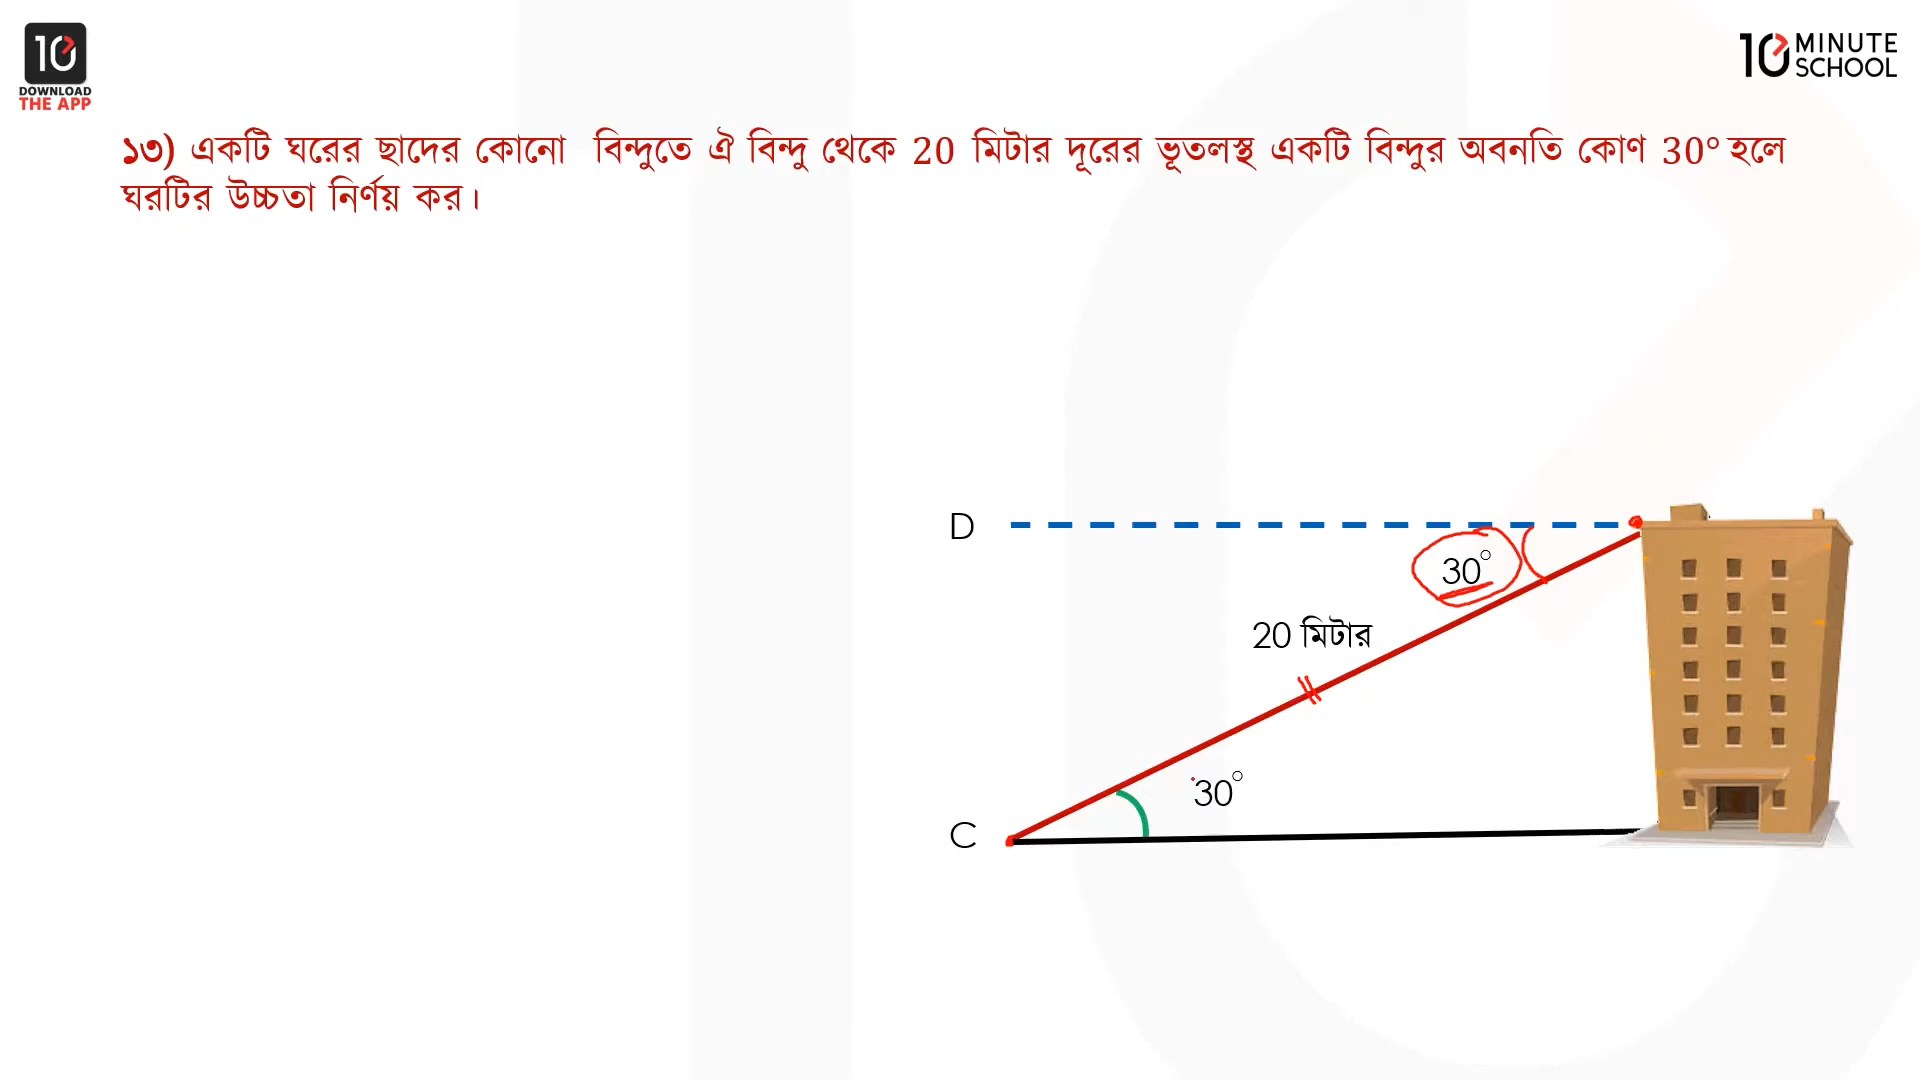 10
DOWNLOAD
THE APP
10 MINUTE
SCHOOL
১৩) একটি ঘরের ছাদের কোনো বিন্দুতে ঐ বিন্দু থেকে 20 মিটার দূরের ভূতলস্থ একটি বিন্দুর অবনতি কোণ 30° হলে
ঘরটির উচ্চতা নির্ণয় কর।
D
30°
20 মিটার
30°
C